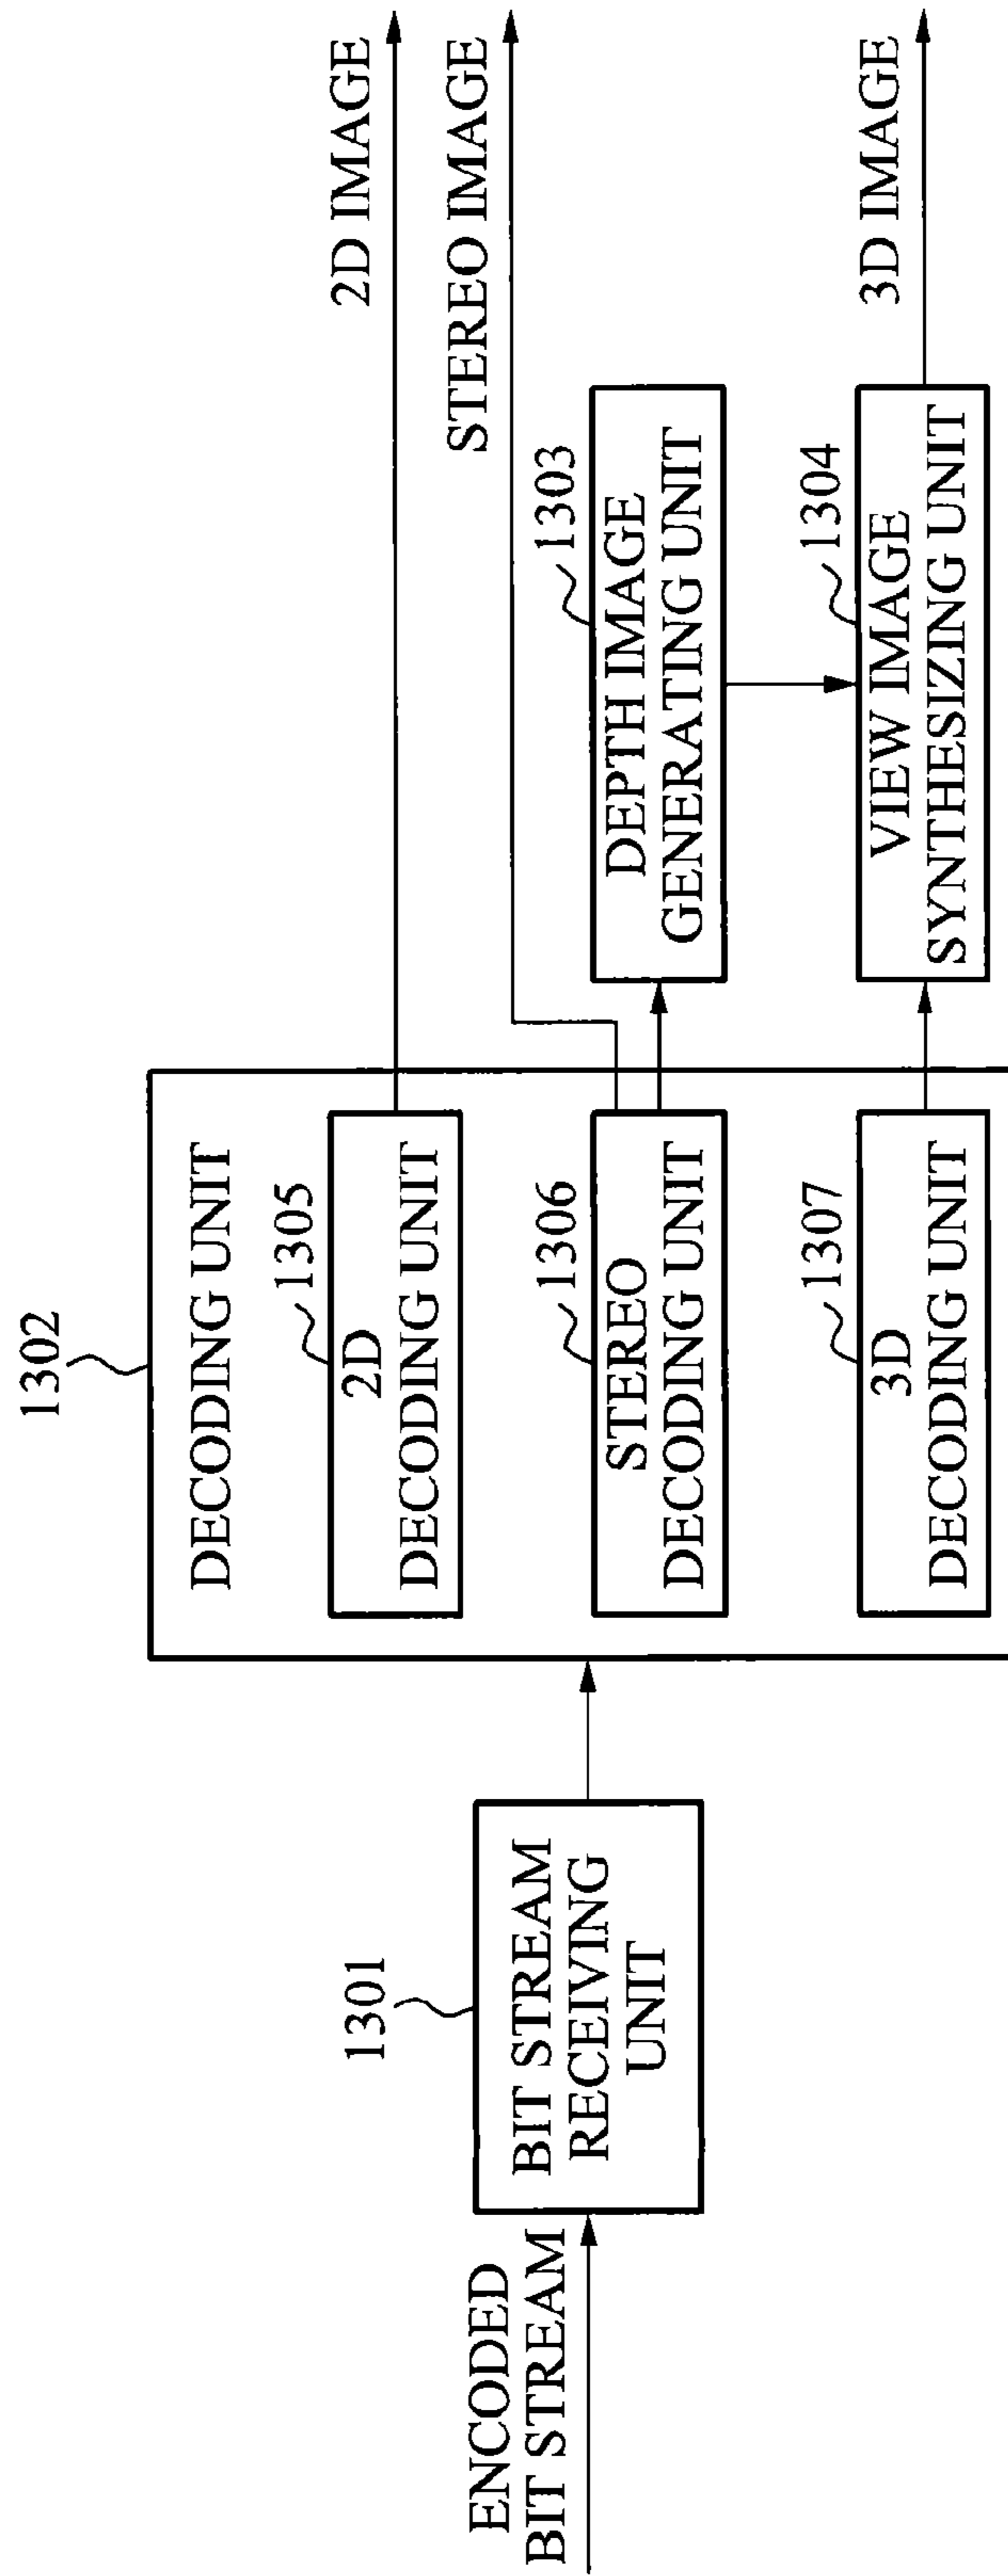 ENCODED
BIT STREAM
1301
BIT STREAM
RECEIVING
UNIT
1302
DECODING UNIT
1305
2D
DECODING UNIT
1306
STEREO
DECODING UNIT
1307
3D
DECODING UNIT
1303
DEPTH IMAGE
GENERATING UNIT
1304
VIEW IMAGE
SYNTHESIZING UNIT
2D IMAGE
STEREO IMAGE
3D IMAGE